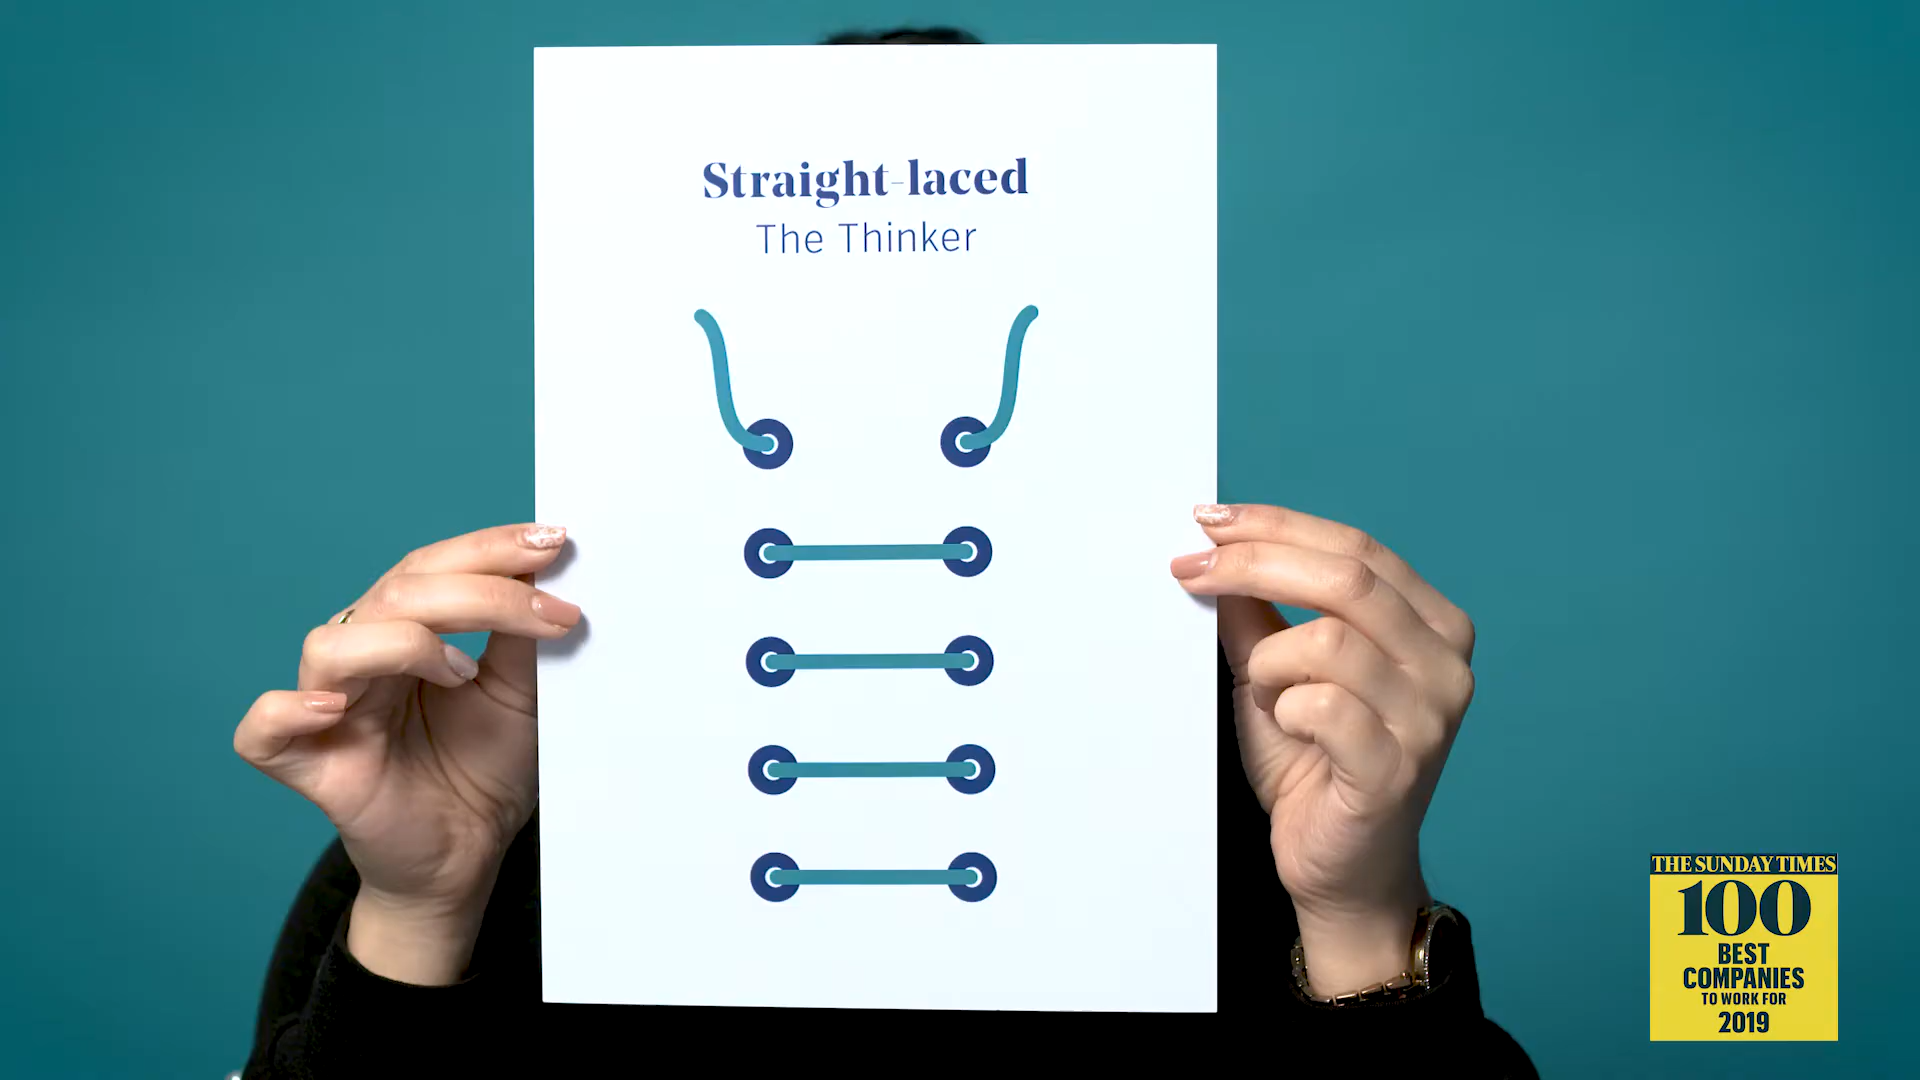 Straight-laced
The Thinker
THE SUNDAY TIMES
100
BEST
COMPANIES
TO WORK FOR
2019